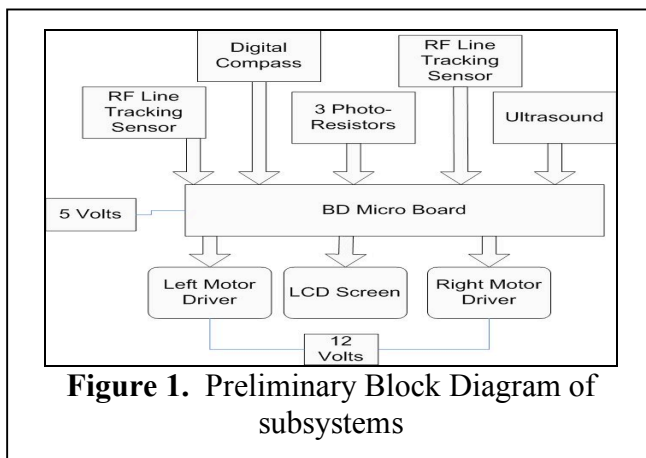 Digital
Compass
RF Line
Tracking
Sensor
RF Line
Tracking
Sensor
3 Photo-
Resistors
Ultrasound
5 Volts
BD Micro Board
Left Motor
Driver
LCD Screen
Right Motor
Driver
12
Volts
Figure 1. Preliminary Block Diagram of
subsystems